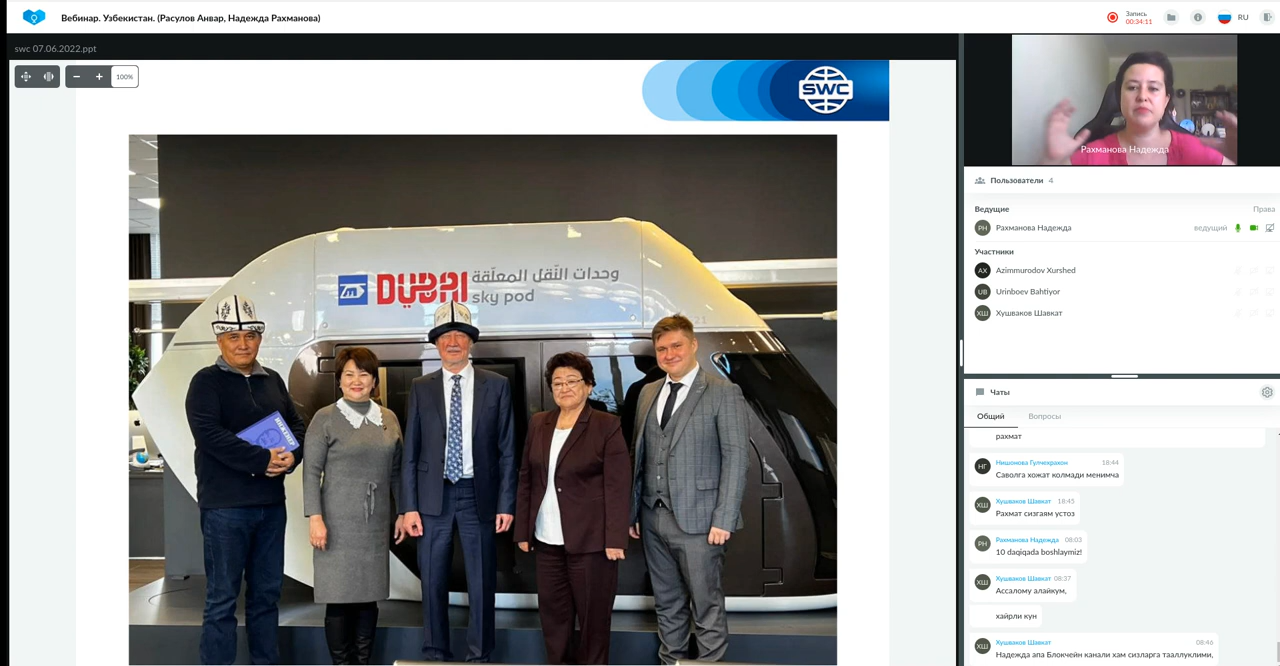 Вебинар. Узбекистан. (Расулов Анвар, Надежда Рахманова)
Запись
00:34:11
RU
swc 07.06.2022.ppt
100%
SWC
DUBAI
وحدات النقل المعلقة
sky pod
Рахманова Надежда
Пользователи 4
Ведущие
Права
РН
Рахманова Надежда
ведущий
Участники
AX
Azimmurodov Xurshed
UB
Urinboev Bahtiyor
ХШ
Хушваков Шавкат
Чаты
Общий
Вопросы
рахмат
НГ
Нишонова Гулчехрахон 18:44
Саволга хожат колмади менимча
ХШ
Хушваков Шавкат 18:45
Рахмат сизгаям устоз
РН
Рахманова Надежда 08:03
10 daqiqada boshlaymiz!
ХШ
Хушваков Шавкат 08:37
Ассалому алайкум,
хайрли кун
ХШ
Хушваков Шавкат 08:46
Надежда апа Блокчейн канали хам сизларга тааллуклими,